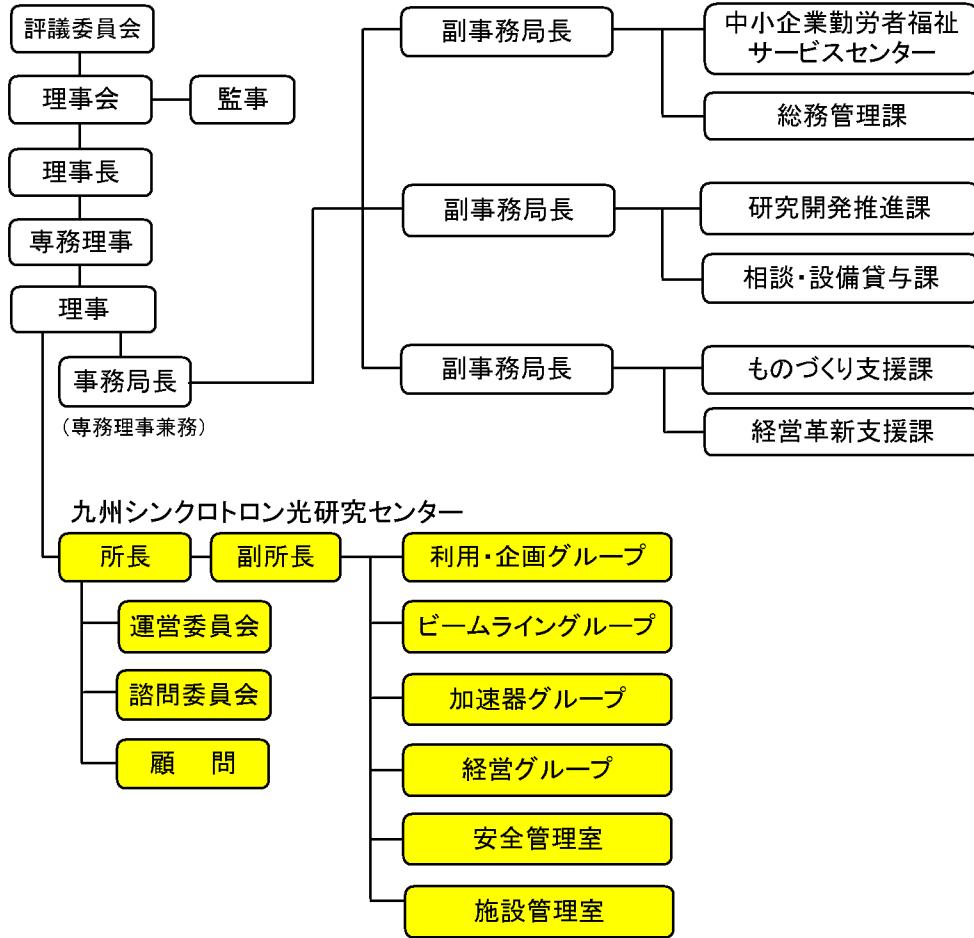 評議委員会
理事会
監事
理事長
専務理事
理事
事務局長
（専務理事兼務）
副事務局長
中小企業勤労者福祉
サービスセンター
総務管理課
副事務局長
研究開発推進課
相談・設備貸与課
副事務局長
ものづくり支援課
経営革新支援課
九州シンクロトロン光研究センター
所長
副所長
運営委員会
諮問委員会
顧　問
利用・企画グループ
ビームライングループ
加速器グループ
経営グループ
安全管理室
施設管理室